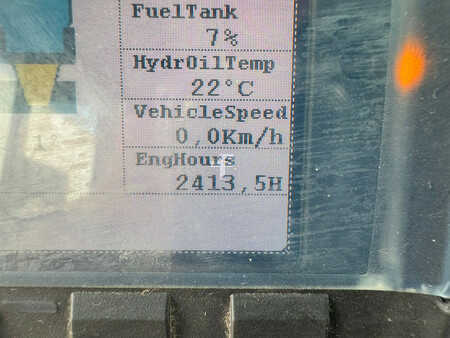 FuelTank
7%
HydrOilTemp
22°C
VehicleSpeed
0,0Km/h
EngHours
2413,5H